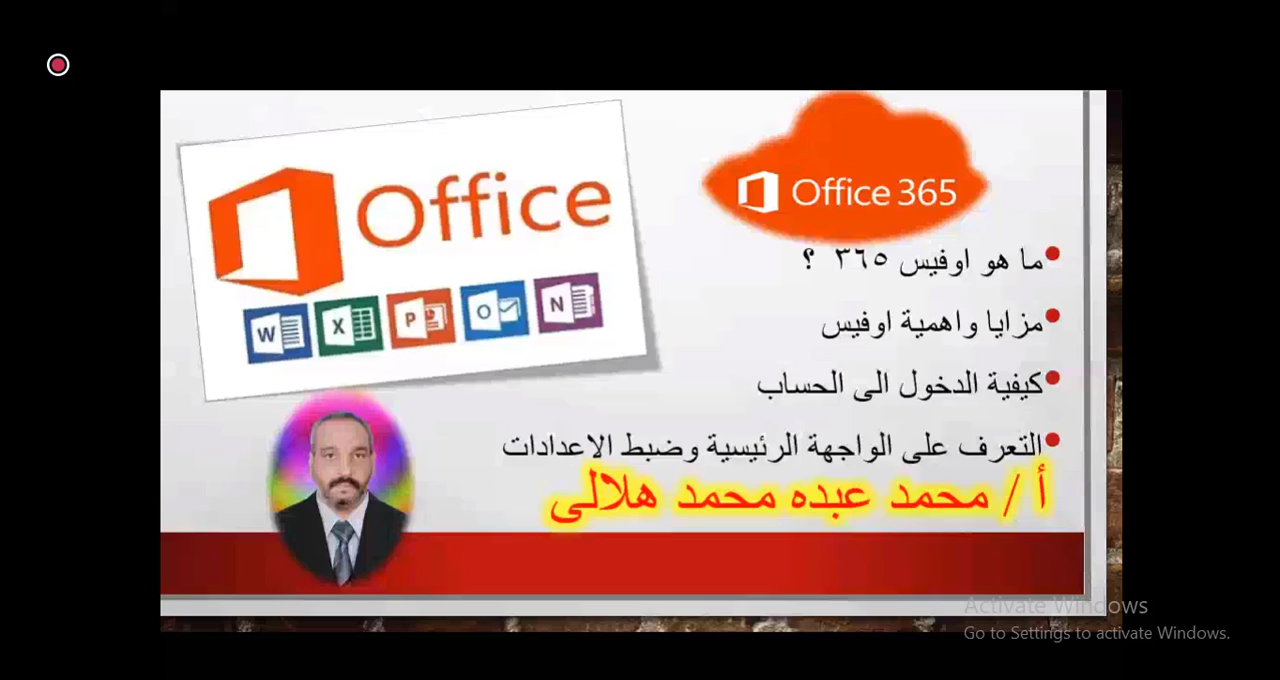 Office
W X P O N
Office 365
ما هو اوفيس ٣٦٥ ؟
مزايا واهمية اوفيس
كيفية الدخول الى الحساب
التعرف على الواجهة الرئيسية وضبط الاعدادات
أ / محمد عبده محمد هلالى
Activate Windows
Go to Settings to activate Windows.